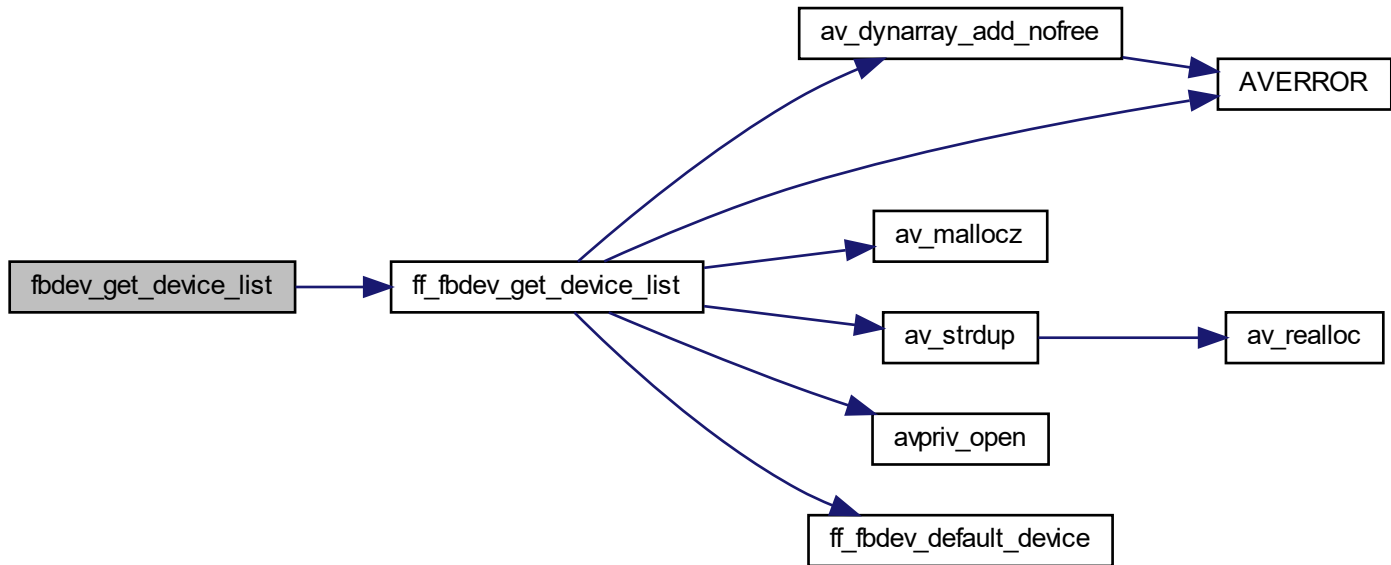 av_dynarray_add_nofree
AVERROR
av_mallocz
fbdev_get_device_list
ff_fbdev_get_device_list
av_strdup
av_realloc
avpriv_open
ff_fbdev_default_device